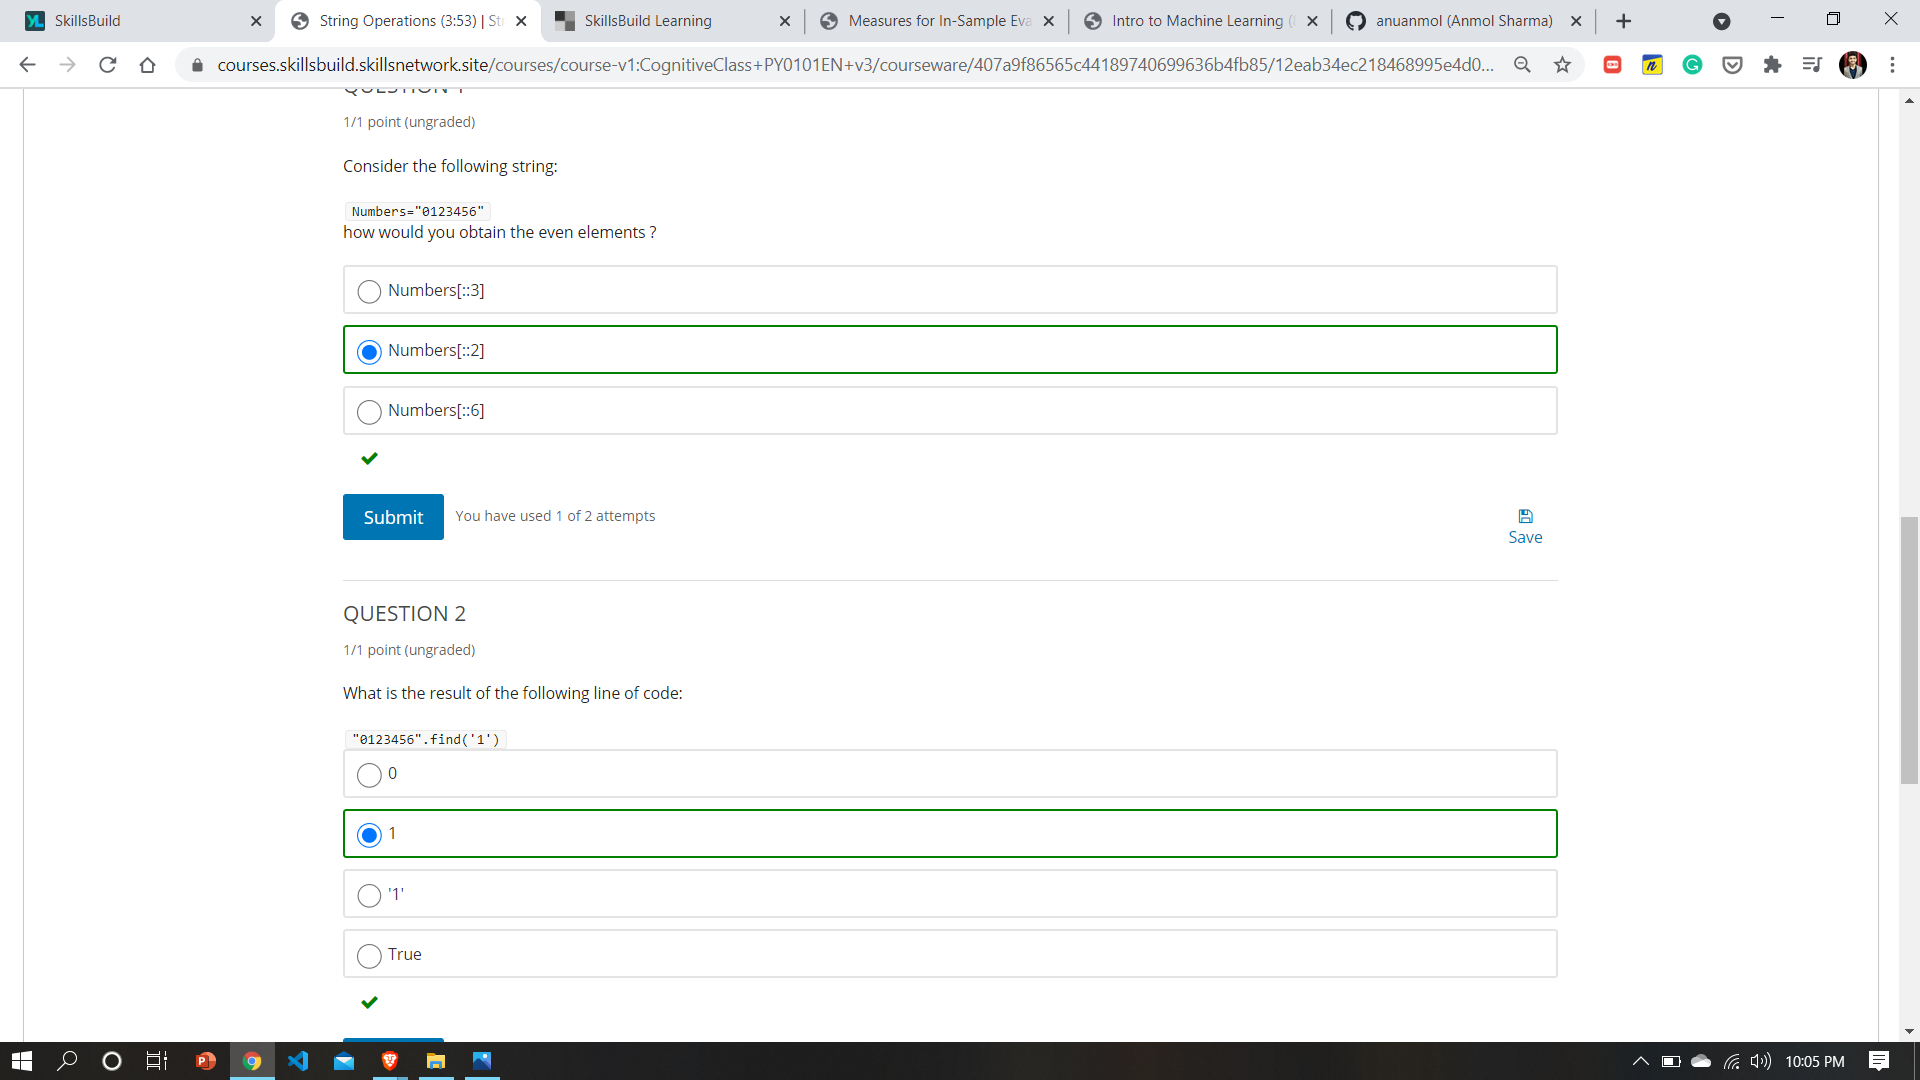 SkillsBuild
String Operations (3:53) | St
SkillsBuild Learning
Measures for In-Sample Eva
Intro to Machine Learning (
anuanmol (Anmol Sharma)
courses.skillsbuild.skillsnetwork.site/courses/course-v1:CognitiveClass+PY0101EN+v3/courseware/407a9f86565c44189740699636b4fb85/12eab34ec218468995e4d0...
QUESTION 1
1/1 point (ungraded)
Consider the following string:
Numbers="0123456"
how would you obtain the even elements ?
Numbers[::3]
Numbers[::2]
Numbers[::6]
Submit
You have used 1 of 2 attempts
Save
QUESTION 2
1/1 point (ungraded)
What is the result of the following line of code:
"0123456".find('1')
0
1
'1'
True
10:05 PM